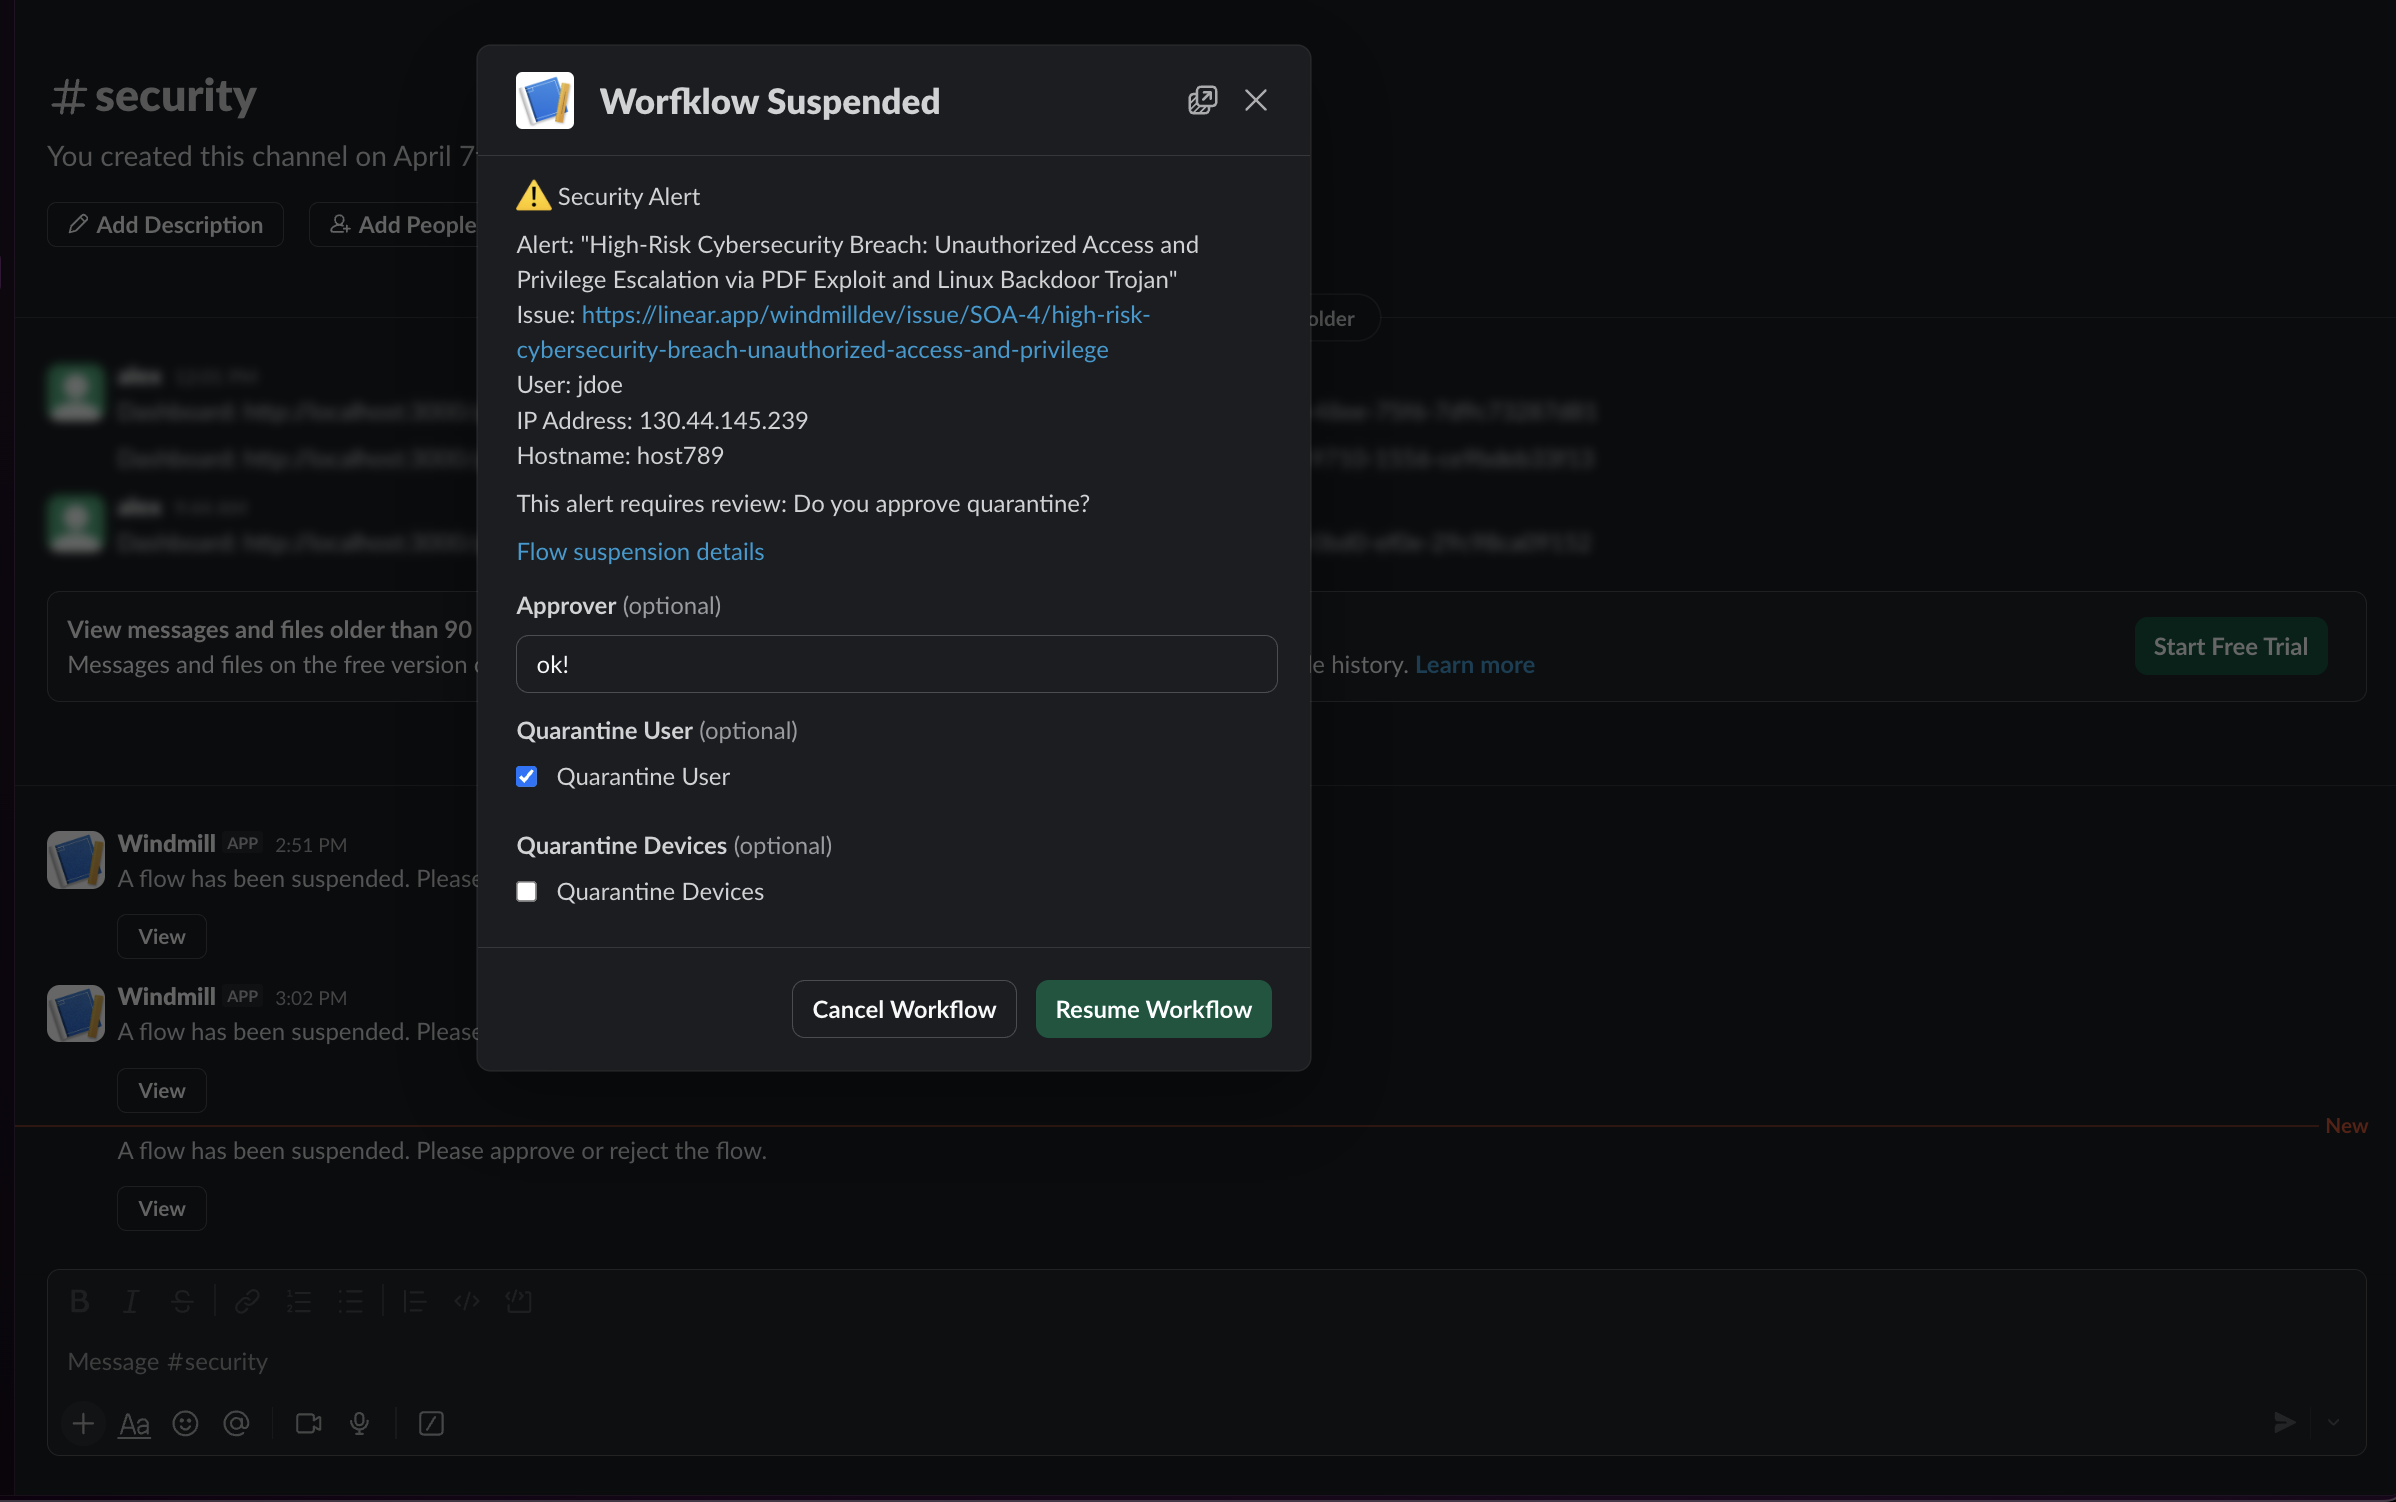 # security
You created this channel on April 7
Add Description
Add People
older
View messages and files older than 90
Messages and files on the free version
le history. Learn more
Start Free Trial
Windmill APP 2:51 PM
A flow has been suspended. Please
View
Windmill APP 3:02 PM
A flow has been suspended. Please
View
New
A flow has been suspended. Please approve or reject the flow.
View
Message #security
Aa
Worfklow Suspended
Security Alert
Alert: "High-Risk Cybersecurity Breach: Unauthorized Access and
Privilege Escalation via PDF Exploit and Linux Backdoor Trojan"
Issue: https://linear.app/windmilldev/issue/SOA-4/high-risk-
cybersecurity-breach-unauthorized-access-and-privilege
User: jdoe
IP Address: 130.44.145.239
Hostname: host789
This alert requires review: Do you approve quarantine?
Flow suspension details
Approver (optional)
ok!
Quarantine User (optional)
Quarantine User
Quarantine Devices (optional)
Quarantine Devices
Cancel Workflow
Resume Workflow